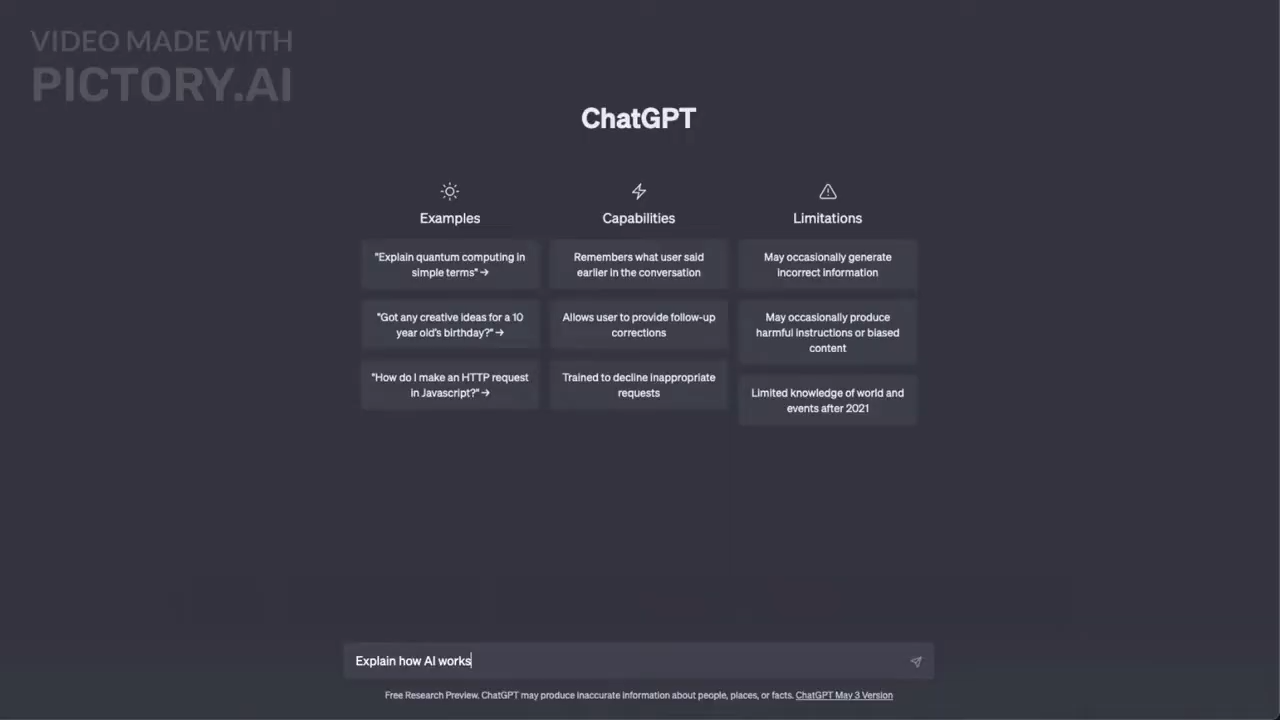 VIDEO MADE WITH
PICTORY.AI
ChatGPT
Examples
"Explain quantum computing in
simple terms" →
"Got any creative ideas for a 10
year old's birthday?" →
"How do I make an HTTP request
in Javascript?" →
Capabilities
Remembers what user said
earlier in the conversation
Allows user to provide follow-up
corrections
Trained to decline inappropriate
requests
Limitations
May occasionally generate
incorrect information
May occasionally produce
harmful instructions or biased
content
Limited knowledge of world and
events after 2021
Explain how AI works
Free Research Preview. ChatGPT may produce inaccurate information about people, places, or facts. ChatGPT May 3 Version